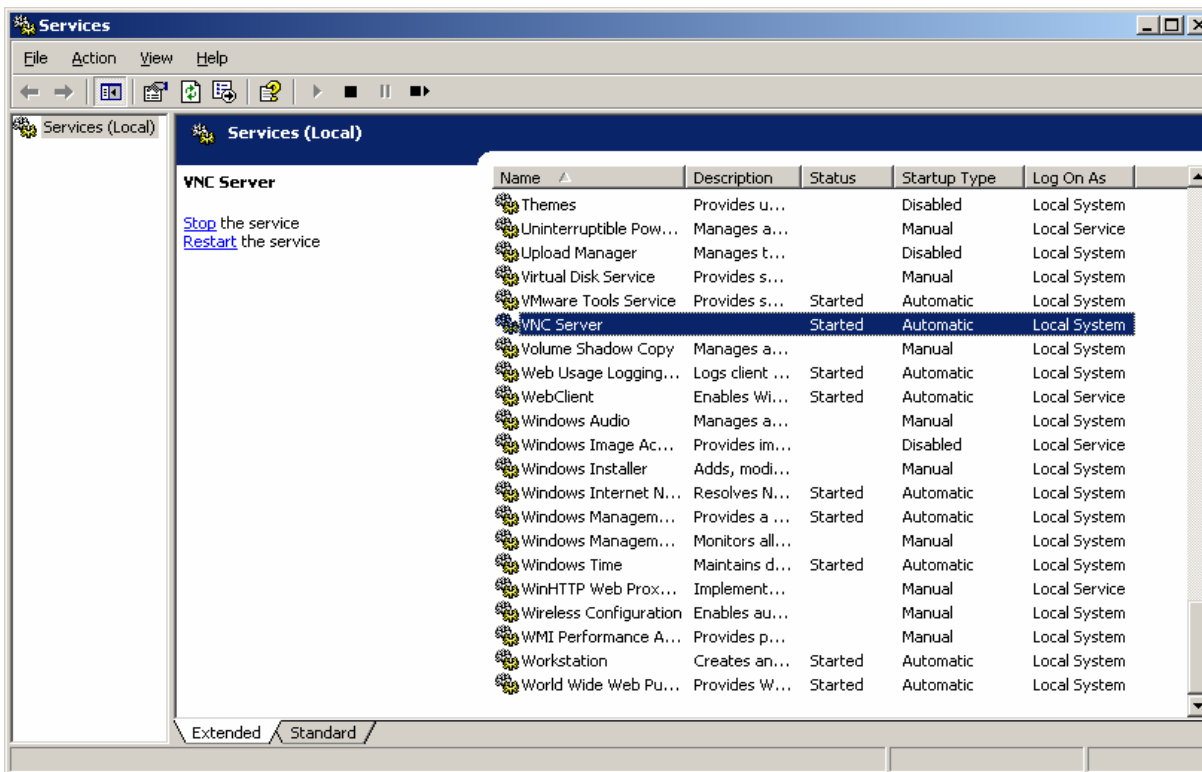 Services
File Action View Help
Services (Local)
Services (Local)
VNC Server
Stop the service
Restart the service
Name Description Status Startup Type Log On As
Themes Provides u... Disabled Local System
Uninterruptible Pow... Manages a... Manual Local Service
Upload Manager Manages t... Disabled Local System
Virtual Disk Service Provides s... Manual Local System
VMware Tools Service Provides s... Started Automatic Local System
VNC Server Started Automatic Local System
Volume Shadow Copy Manages a... Manual Local System
Web Usage Logging... Logs client ... Started Automatic Local System
WebClient Enables Wi... Started Automatic Local Service
Windows Audio Manages a... Manual Local System
Windows Image Ac... Provides im... Disabled Local Service
Windows Installer Adds, modi... Manual Local System
Windows Internet N... Resolves N... Started Automatic Local System
Windows Managem... Provides a ... Started Automatic Local System
Windows Managem... Monitors all... Manual Local System
Windows Time Maintains d... Started Automatic Local System
WinHTTP Web Prox... Implement... Manual Local Service
Wireless Configuration Enables au... Manual Local System
WMI Performance A... Provides p... Manual Local System
Workstation Creates an... Started Automatic Local System
World Wide Web Pu... Provides W... Started Automatic Local System
Extended Standard